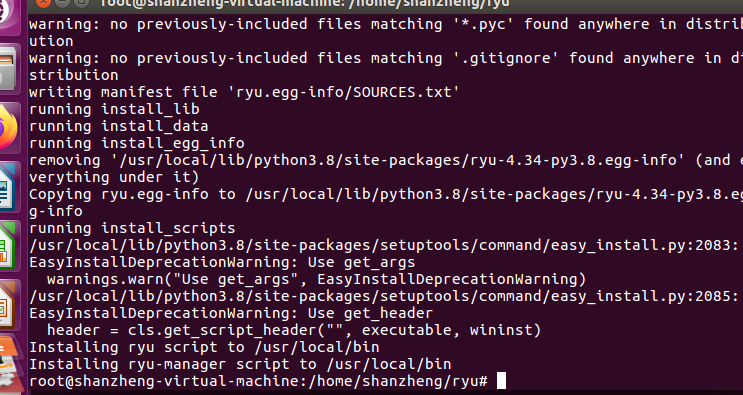 root@shanzheng-virtual-machine: /home/shanzheng/ryu
warning: no previously-included files matching '*.pyc' found anywhere in distrib
ution
warning: no previously-included files matching '.gitignore' found anywhere in di
stribution
writing manifest file 'ryu.egg-info/SOURCES.txt'
running install_lib
running install_data
running install_egg_info
removing '/usr/local/lib/python3.8/site-packages/ryu-4.34-py3.8.egg-info' (and e
verything under it)
Copying ryu.egg-info to /usr/local/lib/python3.8/site-packages/ryu-4.34-py3.8.eg
g-info
running install_scripts
/usr/local/lib/python3.8/site-packages/setuptools/command/easy_install.py:2083:
EasyInstallDeprecationWarning: Use get_args
  warnings.warn("Use get_args", EasyInstallDeprecationWarning)
/usr/local/lib/python3.8/site-packages/setuptools/command/easy_install.py:2085:
EasyInstallDeprecationWarning: Use get_header
  header = cls.get_script_header("", executable, wininst)
Installing ryu script to /usr/local/bin
Installing ryu-manager script to /usr/local/bin
root@shanzheng-virtual-machine:/home/shanzheng/ryu#